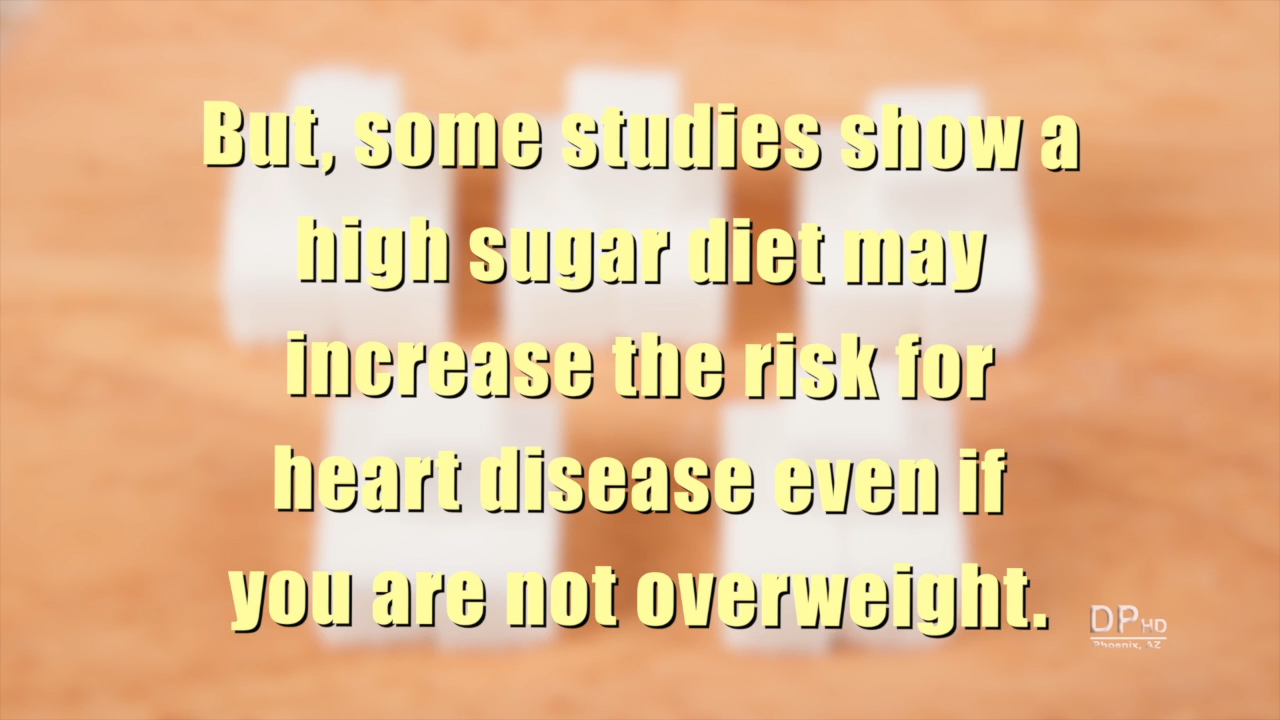 But, some studies show a
high sugar diet may
increase the risk for
heart disease even if
you are not overweight.
DP HD
Phoenix, AZ